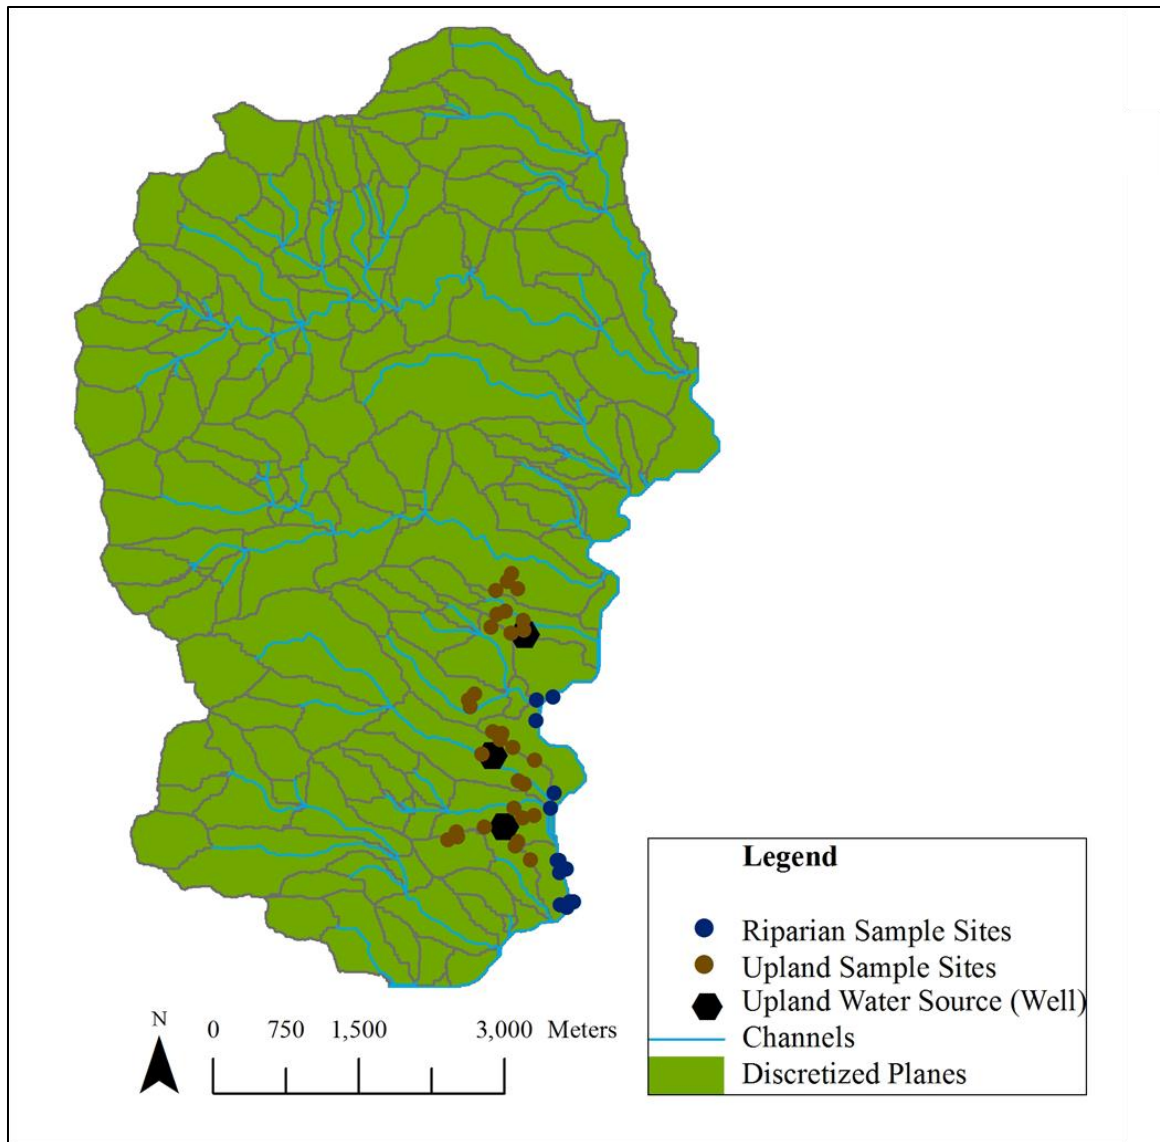 Legend
Riparian Sample Sites
Upland Sample Sites
Upland Water Source (Well)
Channels
Discretized Planes
N
0 750 1,500 3,000 Meters